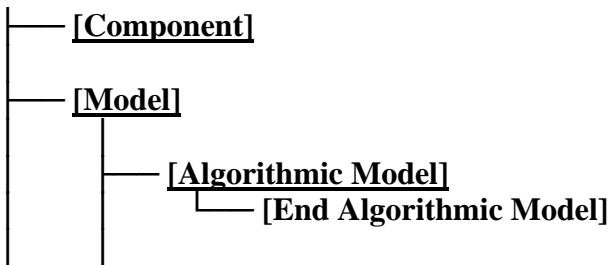 [Component]
[Model]
[Algorithmic Model]
[End Algorithmic Model]